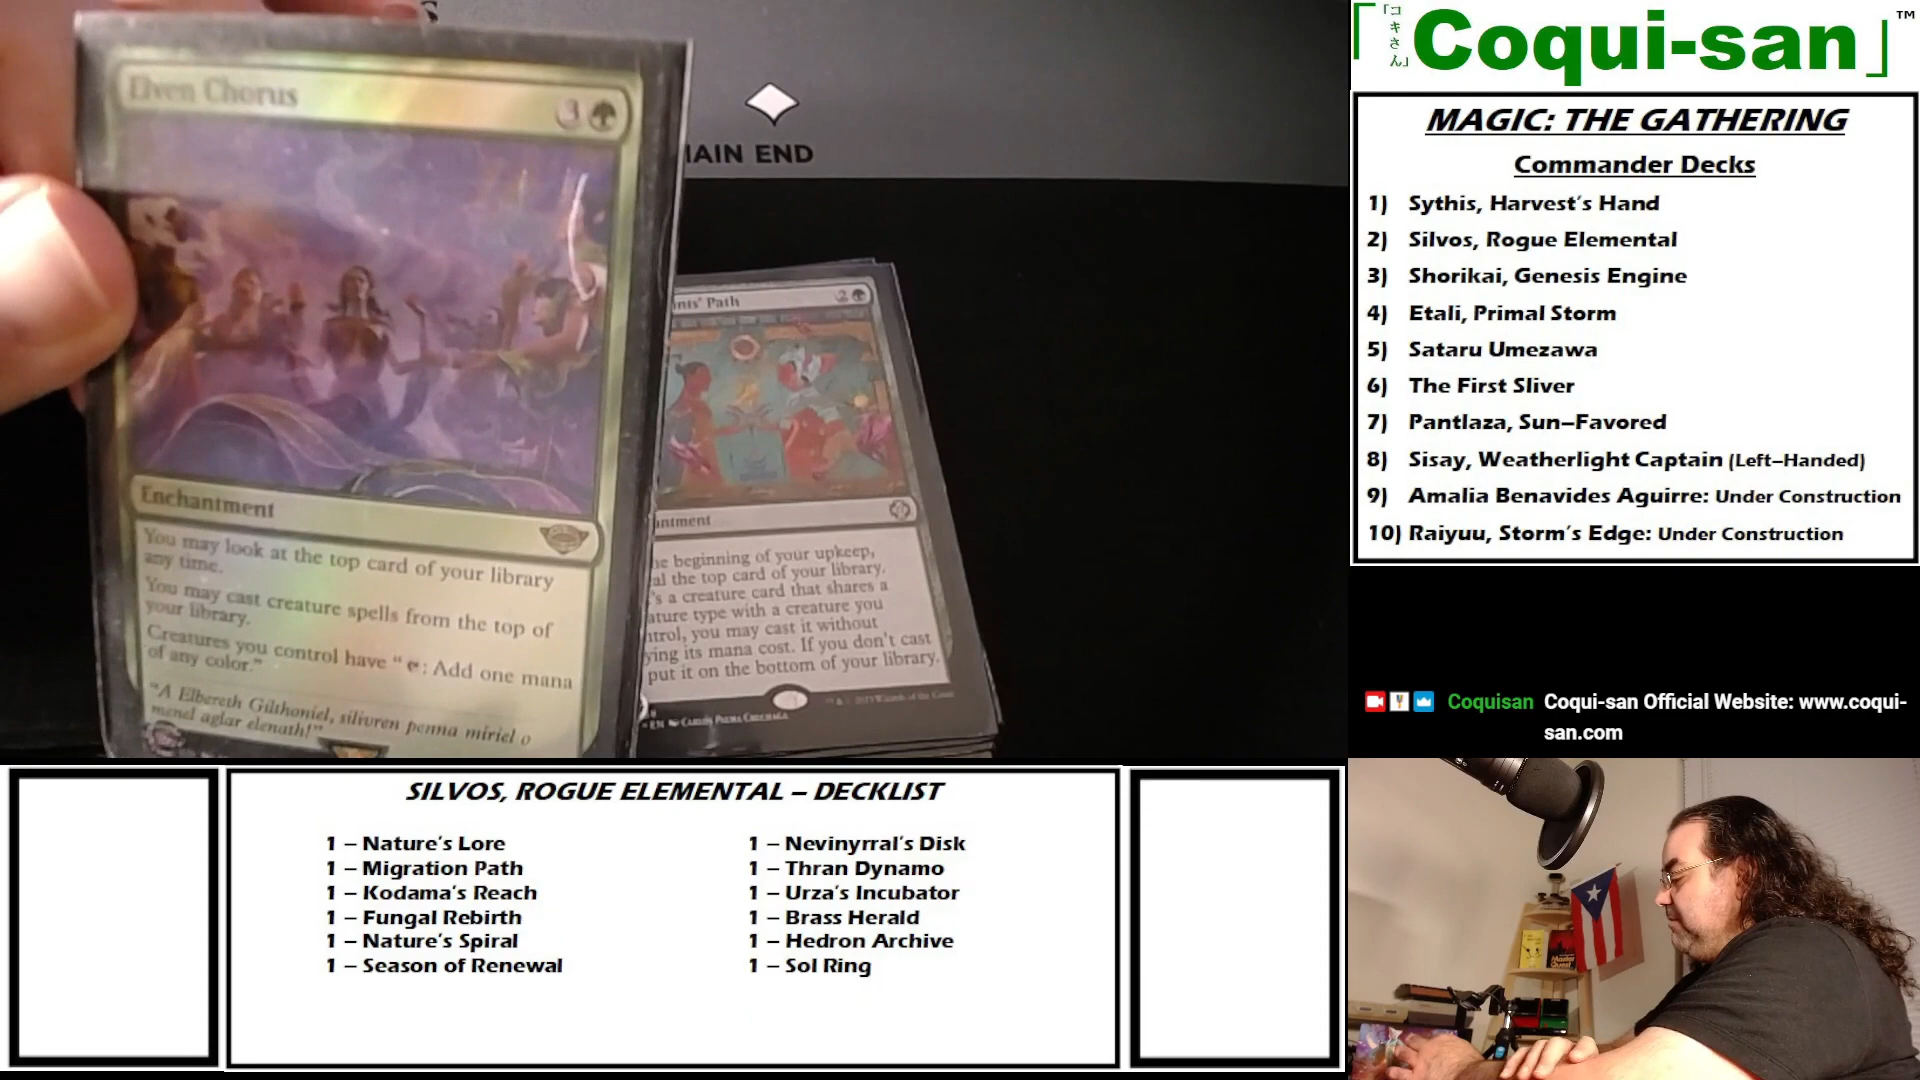 Elven Chorus
3
MAIN END
Enchantment
You may look at the top card of your library
any time.
You may cast creature spells from the top of
your library.
Creatures you control have “T: Add one mana
of any color.”
“A Elbereth Gilthoniel, silivren penna míriel o
menel aglar elenath!”
Path
2
beginning of your upkeep,
the top card of your library.
's a creature card that shares a
type with a creature you
, you may cast it without
its mana cost. If you don't cast
put it on the bottom of your library.
EN
「コキさん」
「Coqui-san」™
MAGIC: THE GATHERING
Commander Decks
1) Sythis, Harvest's Hand
2) Silvos, Rogue Elemental
3) Shorikai, Genesis Engine
4) Etali, Primal Storm
5) Sataru Umezawa
6) The First Sliver
7) Pantlaza, Sun-Favored
8) Sisay, Weatherlight Captain (Left-Handed)
9) Amalia Benavides Aguirre: Under Construction
10) Raiyuu, Storm's Edge: Under Construction
Coquisan Coqui-san Official Website: www.coqui-
san.com
SILVOS, ROGUE ELEMENTAL – DECKLIST
1 – Nature's Lore
1 – Migration Path
1 – Kodama's Reach
1 – Fungal Rebirth
1 – Nature's Spiral
1 – Season of Renewal
1 – Nevinyrral's Disk
1 – Thran Dynamo
1 – Urza's Incubator
1 – Brass Herald
1 – Hedron Archive
1 – Sol Ring